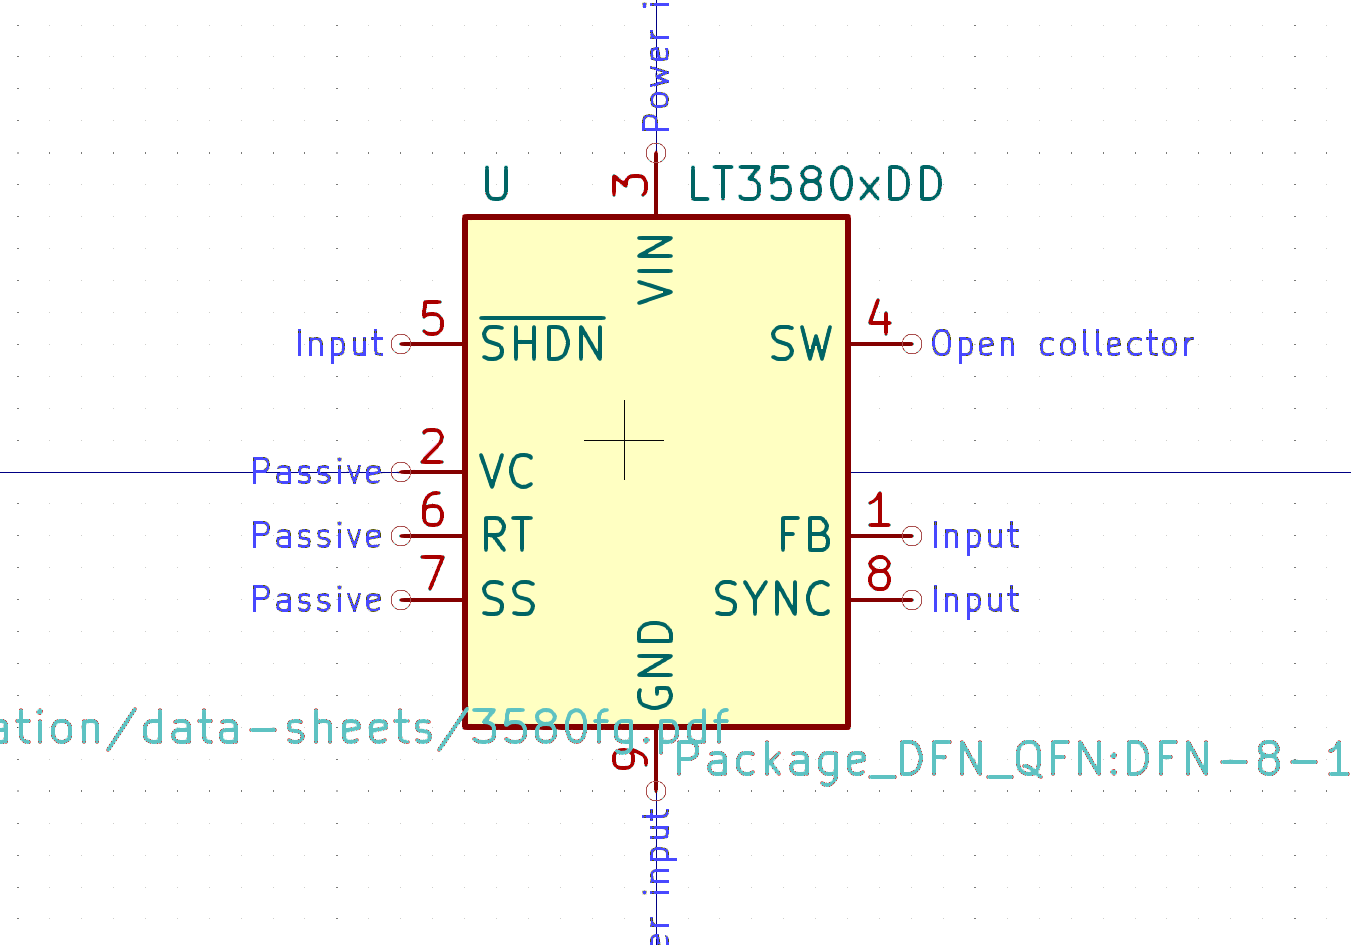 Power i
U
3
LT3580xDD
VIN
5
SHDN
Input
SW
4
Open collector
2
VC
Passive
6
RT
Passive
FB
1
Input
7
SS
Passive
SYNC
8
Input
GND
ation/data-sheets/3580fg.pdf
9
Package_DFN_QFN:DFN-8-1
er input